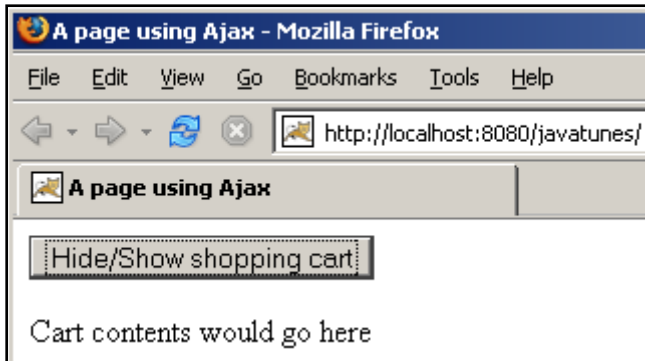 A page using Ajax - Mozilla Firefox
File Edit View Go Bookmarks Tools Help
http://localhost:8080/javatunes/
A page using Ajax
Hide/Show shopping cart
Cart contents would go here